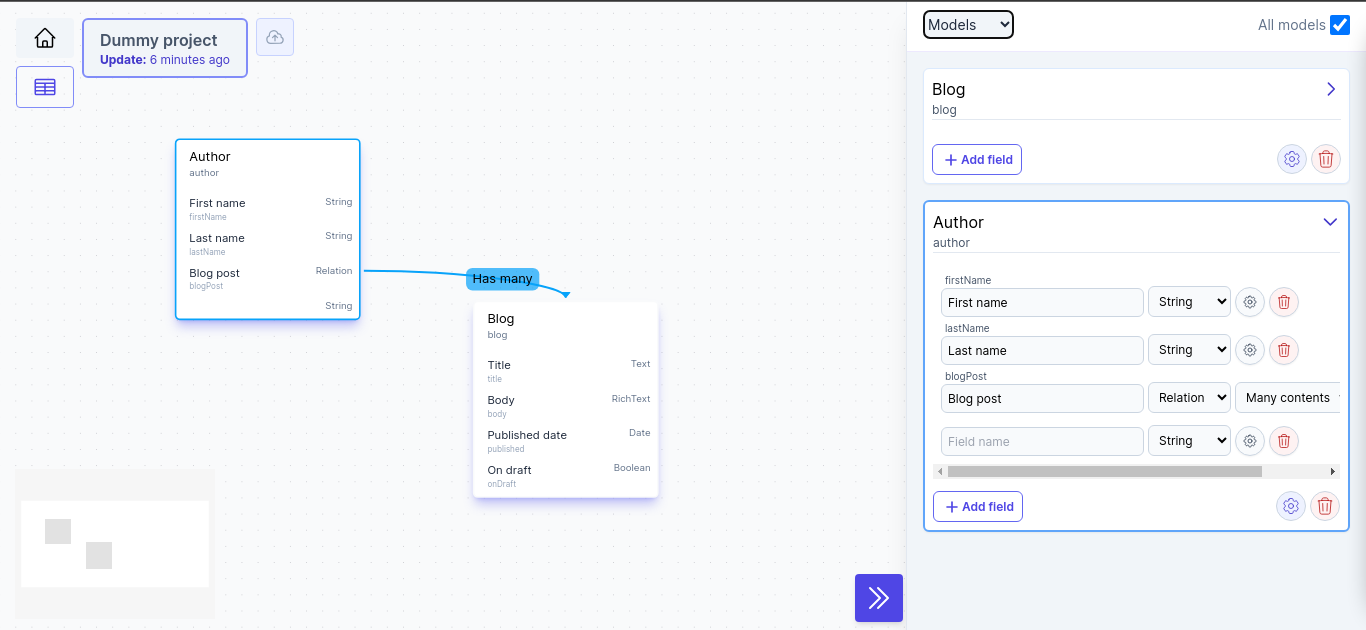 Dummy project
Update: 6 minutes ago
Author
author
First name
String
firstName
Last name
String
lastName
Blog post
Relation
blogPost
String
Has many
Blog
blog
Title
Text
title
Body
RichText
body
Published date
Date
published
On draft
Boolean
onDraft
Models
All models
Blog
blog
+ Add field
Author
author
firstName
First name
String
lastName
Last name
String
blogPost
Blog post
Relation
Many contents
Field name
String
+ Add field